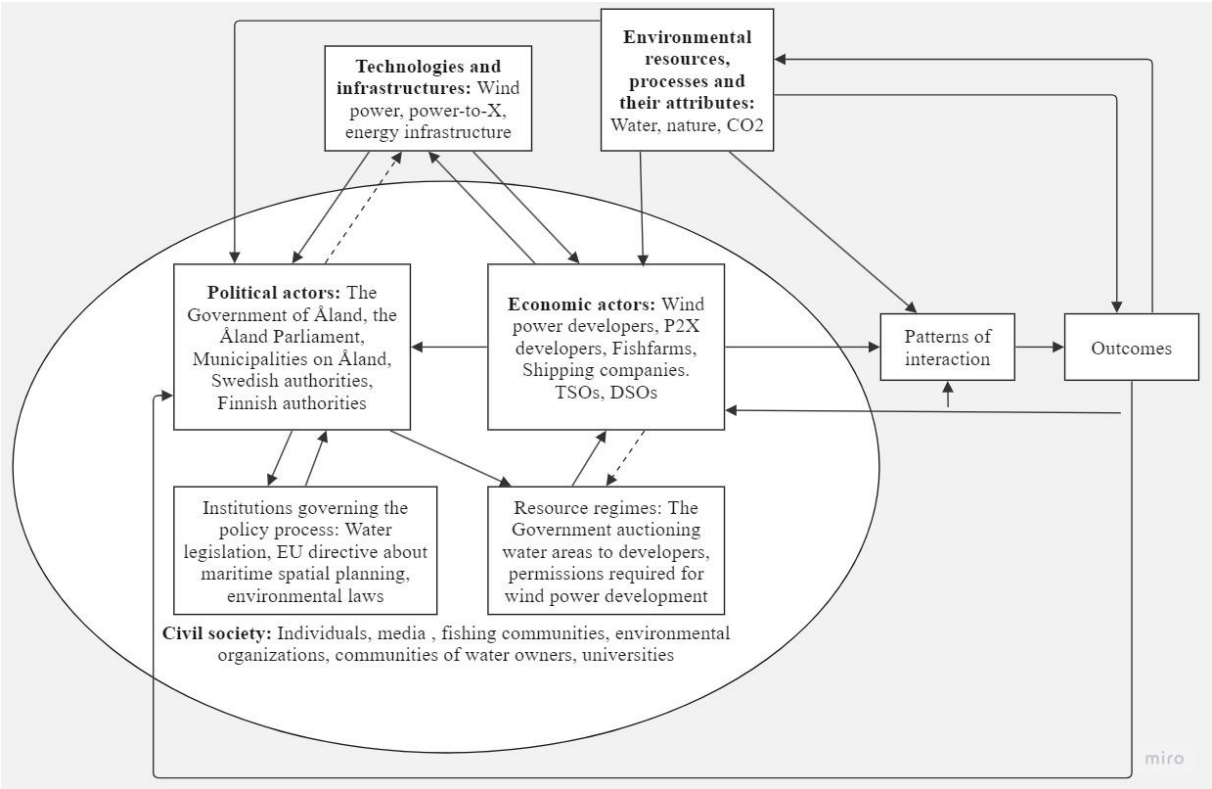 Environmental
resources,
processes and
their attributes:
Water, nature, CO2
Technologies and
infrastructures: Wind
power, power-to-X,
energy infrastructure
Political actors: The
Government of Åland, the
Åland Parliament,
Municipalities on Åland,
Swedish authorities,
Finnish authorities
Economic actors: Wind
power developers, P2X
developers, Fishfarms,
Shipping companies.
TSOs, DSOs
Patterns of
interaction
Outcomes
Institutions governing the
policy process: Water
legislation, EU directive about
maritime spatial planning,
environmental laws
Resource regimes: The
Government auctioning
water areas to developers,
permissions required for
wind power development
Civil society: Individuals, media , fishing communities, environmental
organizations, communities of water owners, universities
miro